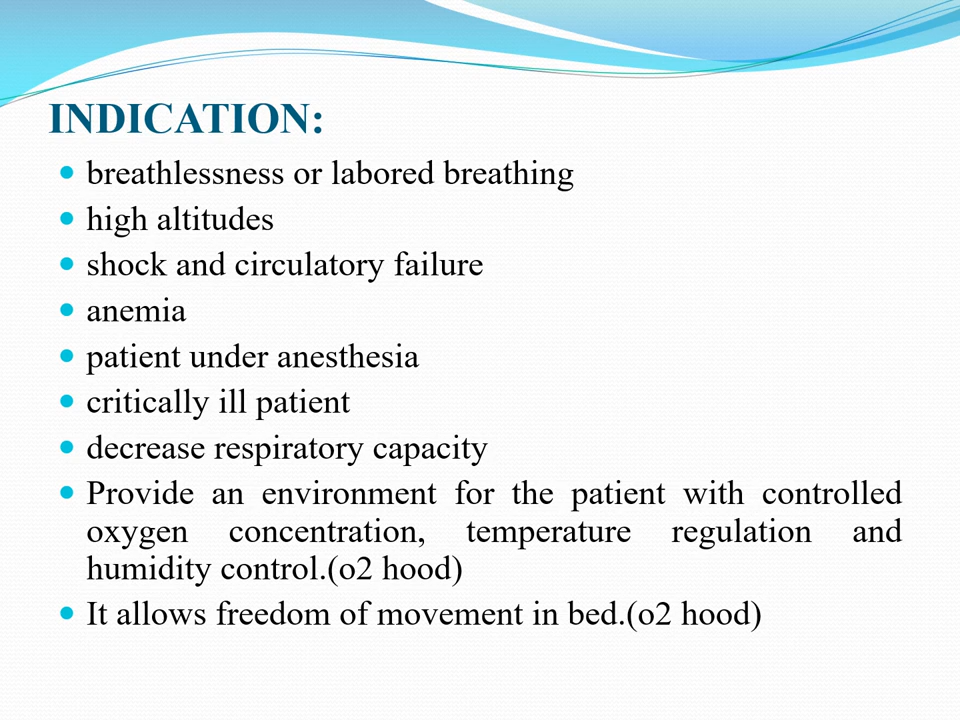 INDICATION:
breathlessness or labored breathing
high altitudes
shock and circulatory failure
anemia
patient under anesthesia
critically ill patient
decrease respiratory capacity
Provide an environment for the patient with controlled
oxygen concentration, temperature regulation and
humidity control.(o2 hood)
It allows freedom of movement in bed.(o2 hood)